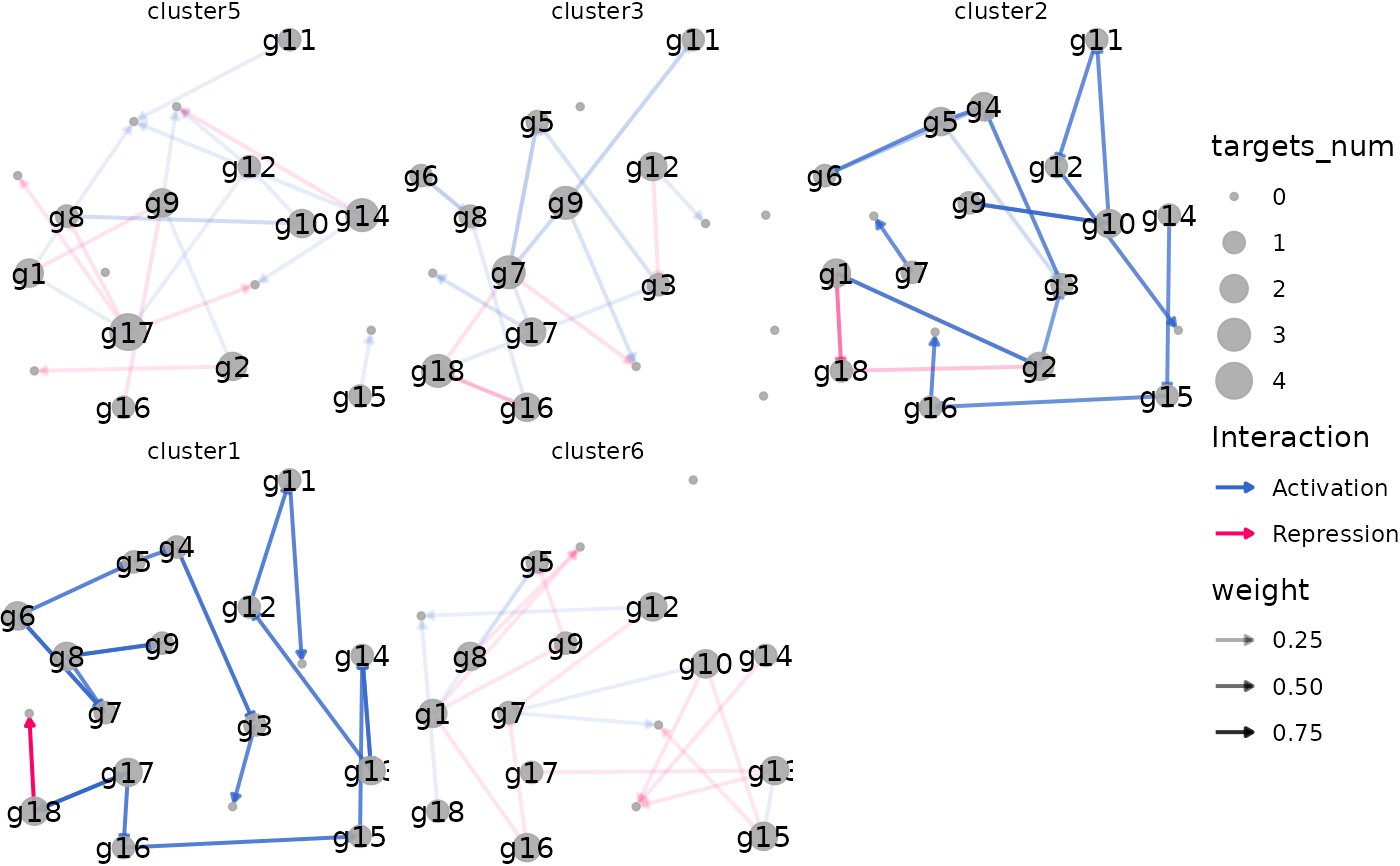 cluster5
g11
g12
g9
g8
g10
g14
g1
g17
g2
g16
g15
cluster3
g11
g5
g12
g6
g8
g9
g7
g3
g17
g18
g16
cluster2
g11
g4
g5
g12
g6
g9
g10
g14
g1
g7
g3
g18
g2
g16
g15
cluster1
g11
g4
g5
g12
g6
g9
g8
g14
g7
g3
g17
g13
g18
g15
g16
cluster6
g5
g12
g9
g8
g10
g14
g1
g7
g17
g13
g18
g15
g16
targets_num
0
1
2
3
4
Interaction
Activation
Repression
weight
0.25
0.50
0.75